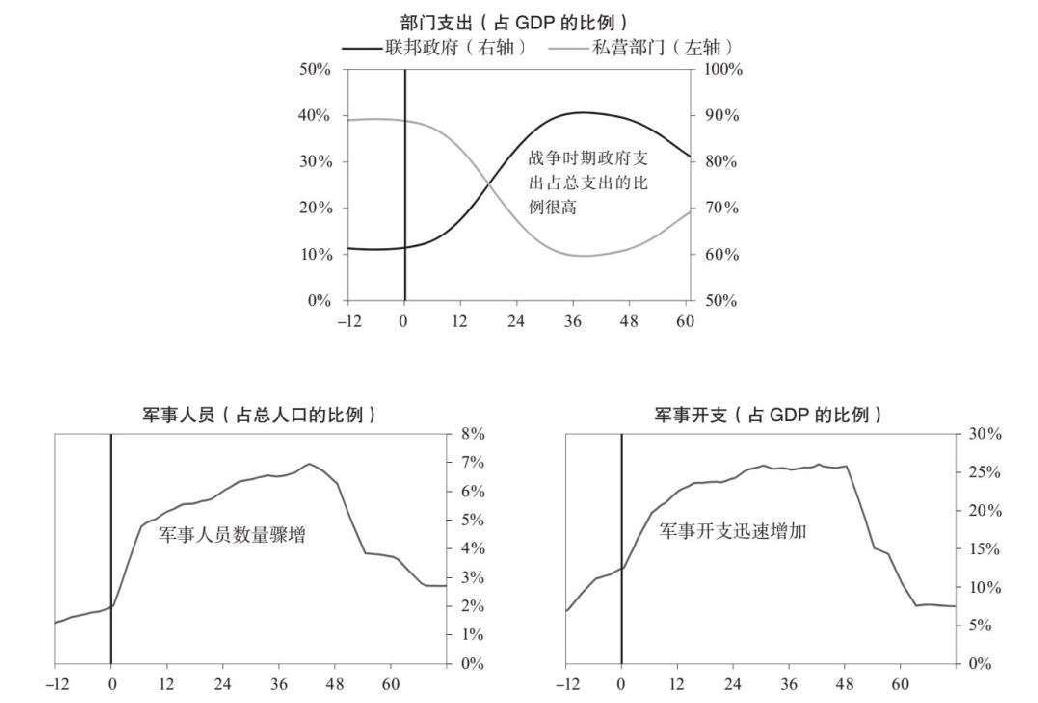 部门支出（占 GDP 的比例）
联邦政府（右轴） 私营部门（左轴）
50% 100%
40% 90%
30% 80%
20% 70%
10% 60%
0% 50%
战争时期政府支
出占总支出的比
例很高
–12 0 12 24 36 48 60
军事人员（占总人口的比例）
8%
7%
6%
5%
4%
3%
2%
1%
0%
军事人员数量骤增
–12 0 12 24 36 48 60
军事开支（占 GDP 的比例）
30%
25%
20%
15%
10%
5%
0%
军事开支迅速增加
–12 0 12 24 36 48 60